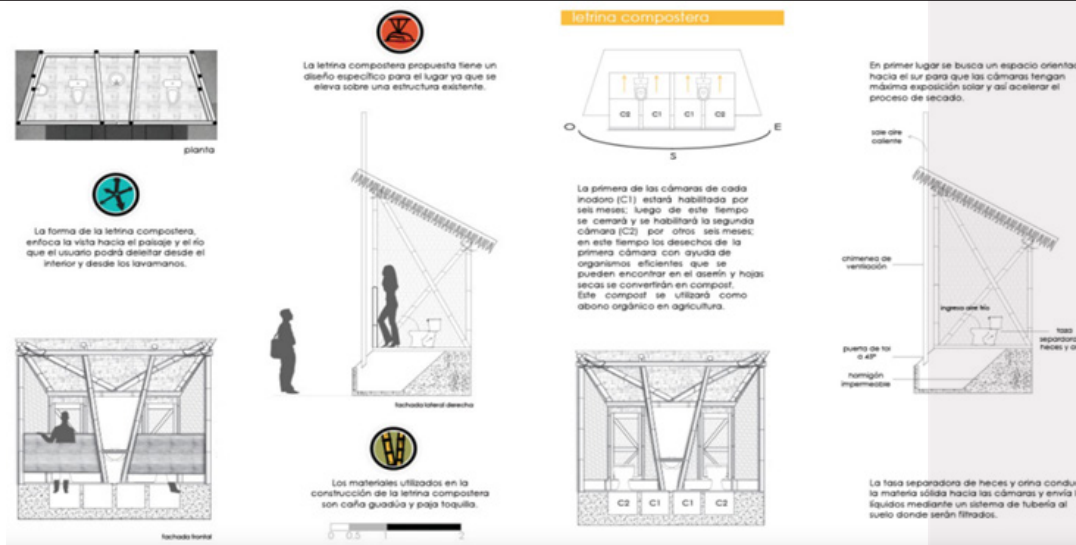 planta
La forma de la letrina compostera,
enfoca la vista hacia el paisaje y el río
que el usuario podrá deleitar desde el
interior y desde los lavamanos.
fachada frontal
La letrina compostera propuesta tiene un
diseño específico para el lugar ya que se
eleva sobre una estructura existente.
fachada lateral derecha
Los materiales utilizados en la
construcción de la letrina compostera
son caña guadúa y paja toquilla.
0 0.5 1 2
letrina compostera
C2 C1 C1 C2
O E
S
La primera de las cámaras de cada
inodoro (C1) estará habilitada por
seis meses; luego de este tiempo
se cerrará y se habilitará la segunda
cámara (C2) por otros seis meses;
en este tiempo los desechos de la
primera cámara con ayuda de
organismos eficientes que se
pueden encontrar en el aserrín y hojas
secas se convertirán en compost.
Este compost se utilizará como
abono orgánico en agricultura.
C2 C1 C1 C2
En primer lugar se busca un espacio orientad
hacia el sur para que las cámaras tengan
máxima exposición solar y así acelerar el
proceso de secado.
sale aire
caliente
chimenea de
ventilación
ingresa aire frío
tasa
separadora
heces y o
puerta de tol
a 45º
hormigón
impermeable
La tasa separadora de heces y orina conduc
la materia sólida hacia las cámaras y envía l
líquidos mediante un sistema de tubería al
suelo donde serán filtrados.